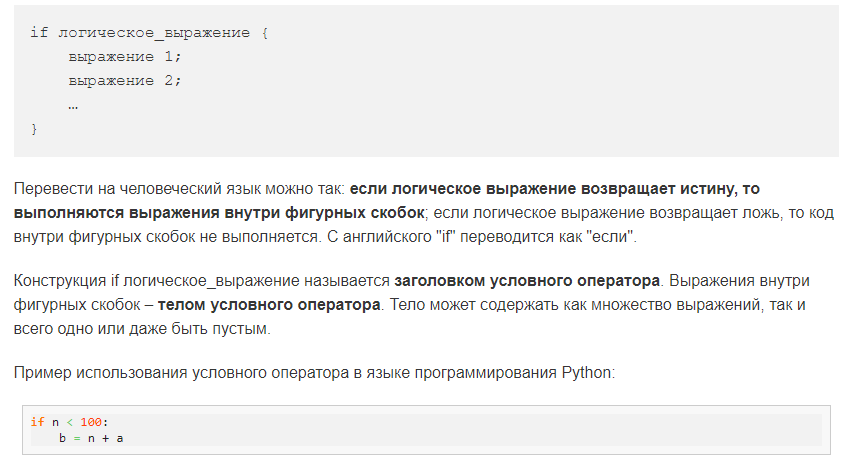 if логическое_выражение {
    выражение 1;
    выражение 2;
    …
}
Перевести на человеческий язык можно так: если логическое выражение возвращает истину, то
выполняются выражения внутри фигурных скобок; если логическое выражение возвращает ложь, то код
внутри фигурных скобок не выполняется. С английского "if" переводится как "если".
Конструкция if логическое_выражение называется заголовком условного оператора. Выражения внутри
фигурных скобок – телом условного оператора. Тело может содержать как множество выражений, так и
всего одно или даже быть пустым.
Пример использования условного оператора в языке программирования Python:
if n < 100:
    b = n + a